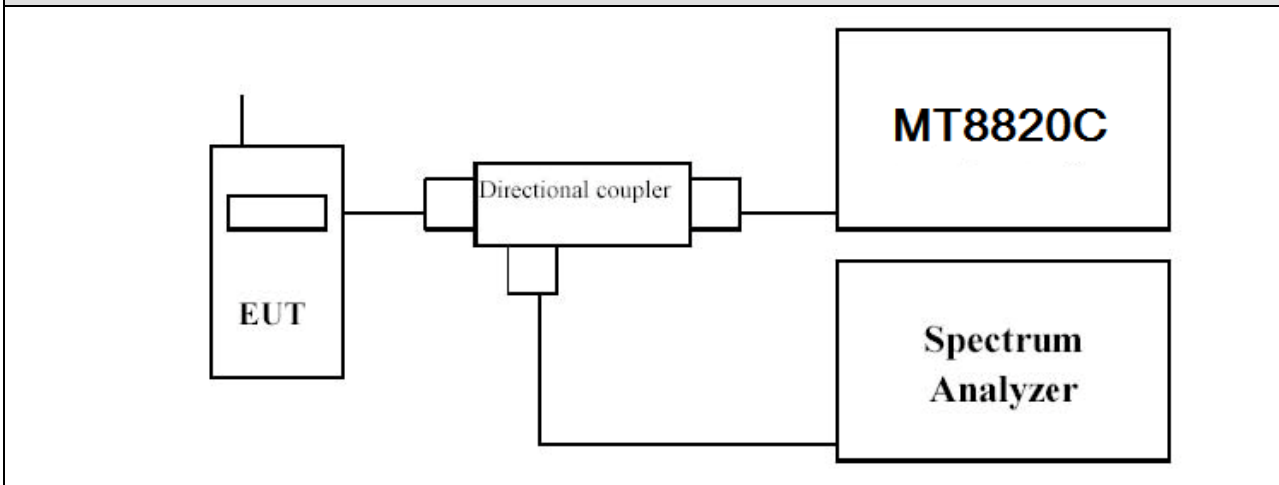 MT8820C
Directional coupler
EUT
Spectrum
Analyzer